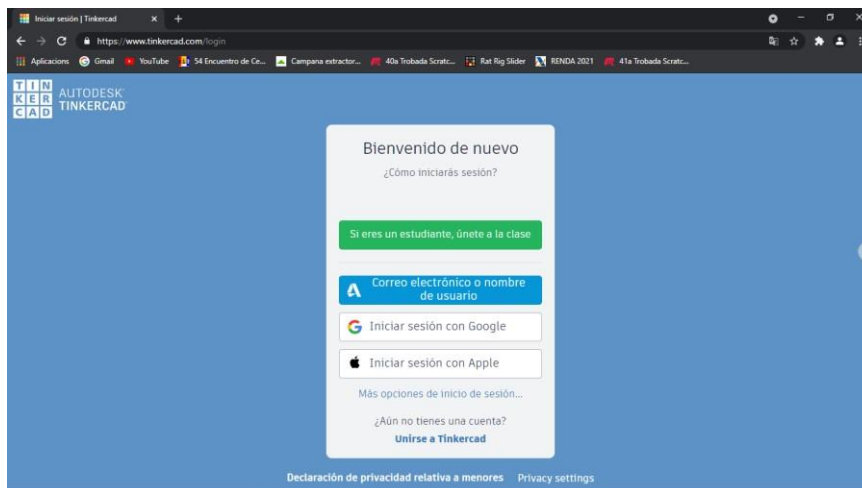 Iniciar sesión | Tinkercad
https://www.tinkercad.com/login
Aplicacions Gmail YouTube 54 Encuentro de Ce... Campana extractor... 40a Trobada Scratc... Rat Rig Slider RENDA 2021 41a Trobada Scratc...
TIN
KER
CAD
AUTODESK
TINKERCAD
Bienvenido de nuevo
¿Cómo iniciarás sesión?
Si eres un estudiante, únete a la clase
Correo electrónico o nombre
de usuario
Iniciar sesión con Google
Iniciar sesión con Apple
Más opciones de inicio de sesión...
¿Aún no tienes una cuenta?
Unirse a Tinkercad
Declaración de privacidad relativa a menores Privacy settings